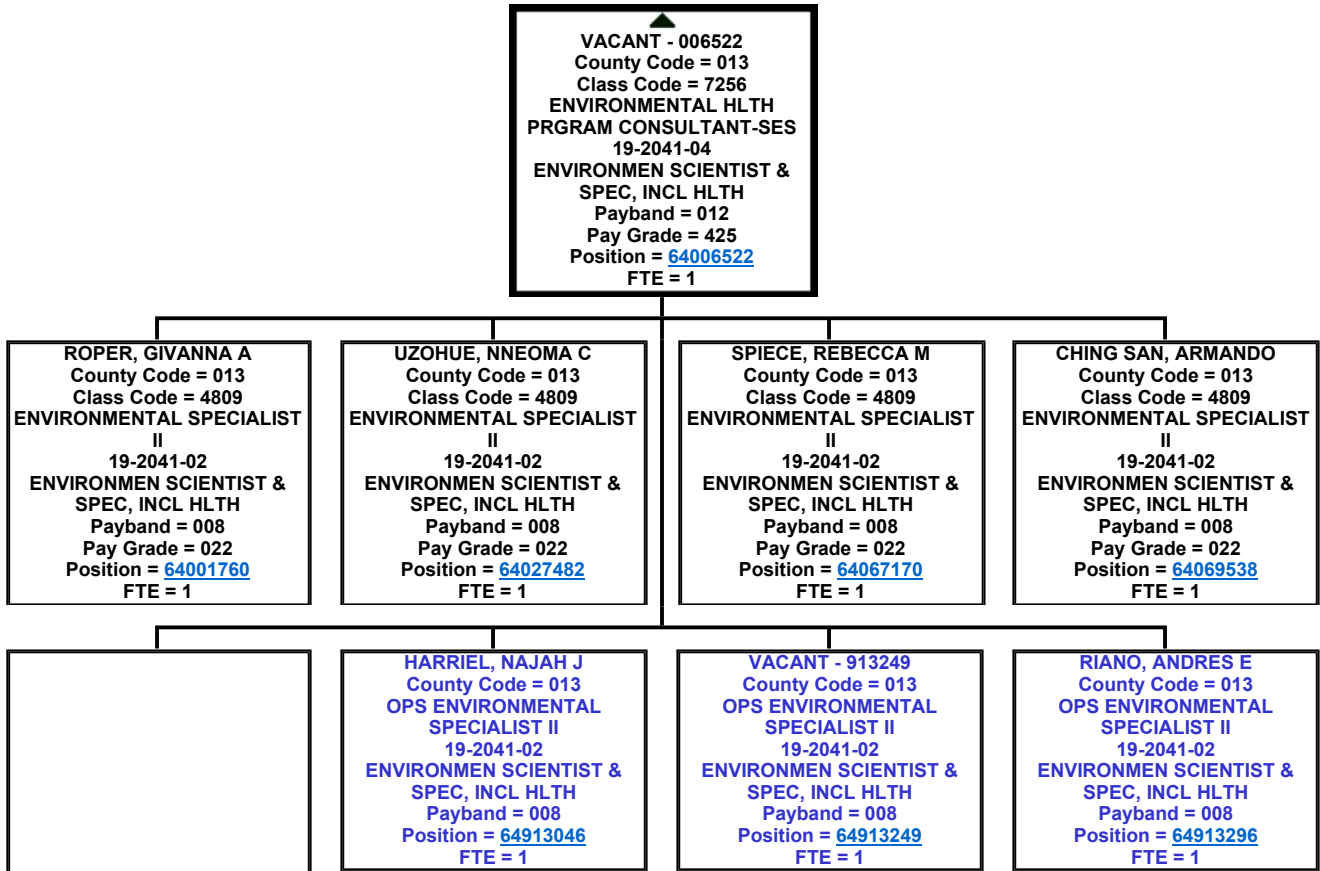 VACANT - 006522
County Code = 013
Class Code = 7256
ENVIRONMENTAL HLTH
PRGRAM CONSULTANT-SES
19-2041-04
ENVIRONMEN SCIENTIST &
SPEC, INCL HLTH
Payband = 012
Pay Grade = 425
Position = 64006522
FTE = 1
ROPER, GIVANNA A
County Code = 013
Class Code = 4809
ENVIRONMENTAL SPECIALIST
II
19-2041-02
ENVIRONMEN SCIENTIST &
SPEC, INCL HLTH
Payband = 008
Pay Grade = 022
Position = 64001760
FTE = 1
UZOHUE, NNEOMA C
County Code = 013
Class Code = 4809
ENVIRONMENTAL SPECIALIST
II
19-2041-02
ENVIRONMEN SCIENTIST &
SPEC, INCL HLTH
Payband = 008
Pay Grade = 022
Position = 64027482
FTE = 1
SPIECE, REBECCA M
County Code = 013
Class Code = 4809
ENVIRONMENTAL SPECIALIST
II
19-2041-02
ENVIRONMEN SCIENTIST &
SPEC, INCL HLTH
Payband = 008
Pay Grade = 022
Position = 64067170
FTE = 1
CHING SAN, ARMANDO
County Code = 013
Class Code = 4809
ENVIRONMENTAL SPECIALIST
II
19-2041-02
ENVIRONMEN SCIENTIST &
SPEC, INCL HLTH
Payband = 008
Pay Grade = 022
Position = 64069538
FTE = 1
HARRIEL, NAJAH J
County Code = 013
OPS ENVIRONMENTAL
SPECIALIST II
19-2041-02
ENVIRONMEN SCIENTIST &
SPEC, INCL HLTH
Payband = 008
Position = 64913046
FTE = 1
VACANT - 913249
County Code = 013
OPS ENVIRONMENTAL
SPECIALIST II
19-2041-02
ENVIRONMEN SCIENTIST &
SPEC, INCL HLTH
Payband = 008
Position = 64913249
FTE = 1
RIANO, ANDRES E
County Code = 013
OPS ENVIRONMENTAL
SPECIALIST II
19-2041-02
ENVIRONMEN SCIENTIST &
SPEC, INCL HLTH
Payband = 008
Position = 64913296
FTE = 1